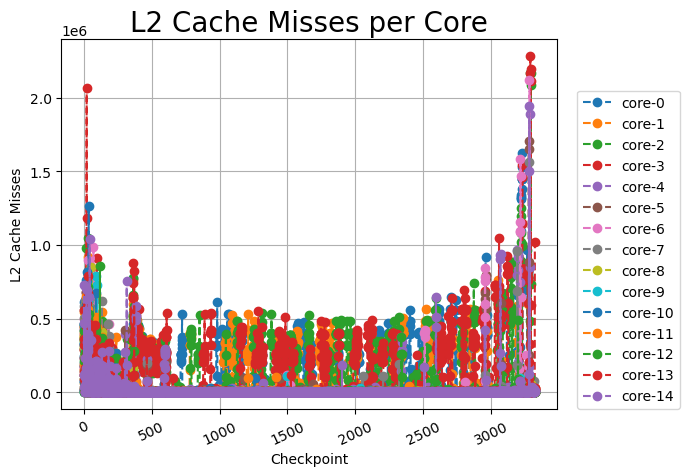 L2 Cache Misses per Core
1e6
L2 Cache Misses
2.0
1.5
1.0
0.5
0.0
0
500
1000
1500
2000
2500
3000
Checkpoint
core-0
core-1
core-2
core-3
core-4
core-5
core-6
core-7
core-8
core-9
core-10
core-11
core-12
core-13
core-14